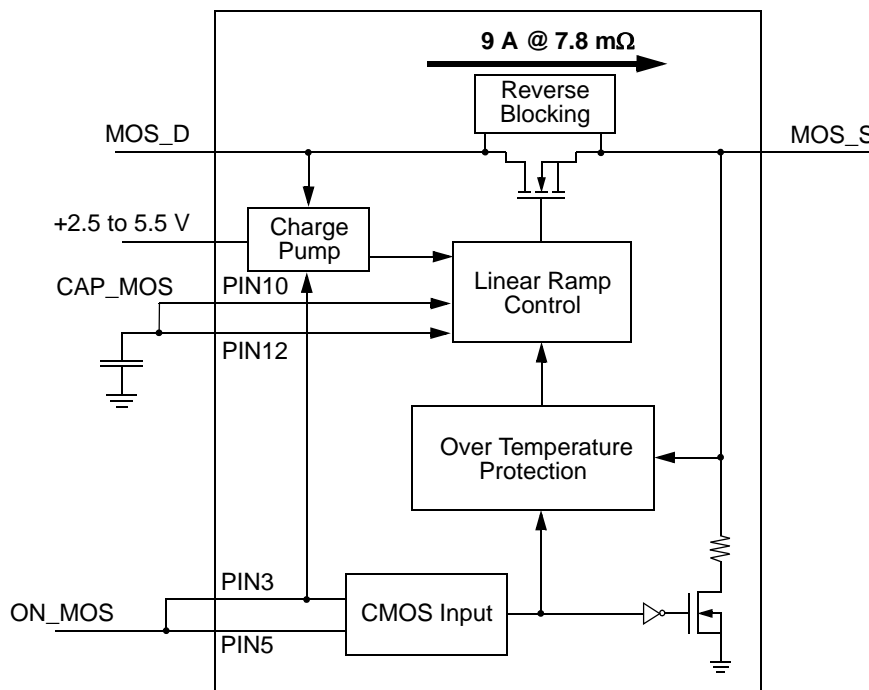 9 A @ 7.8 mΩ
Reverse
Blocking
MOS_D
MOS_S
+2.5 to 5.5 V
Charge
Pump
CAP_MOS
PIN10
Linear Ramp
Control
PIN12
Over Temperature
Protection
PIN3
ON_MOS
CMOS Input
PIN5